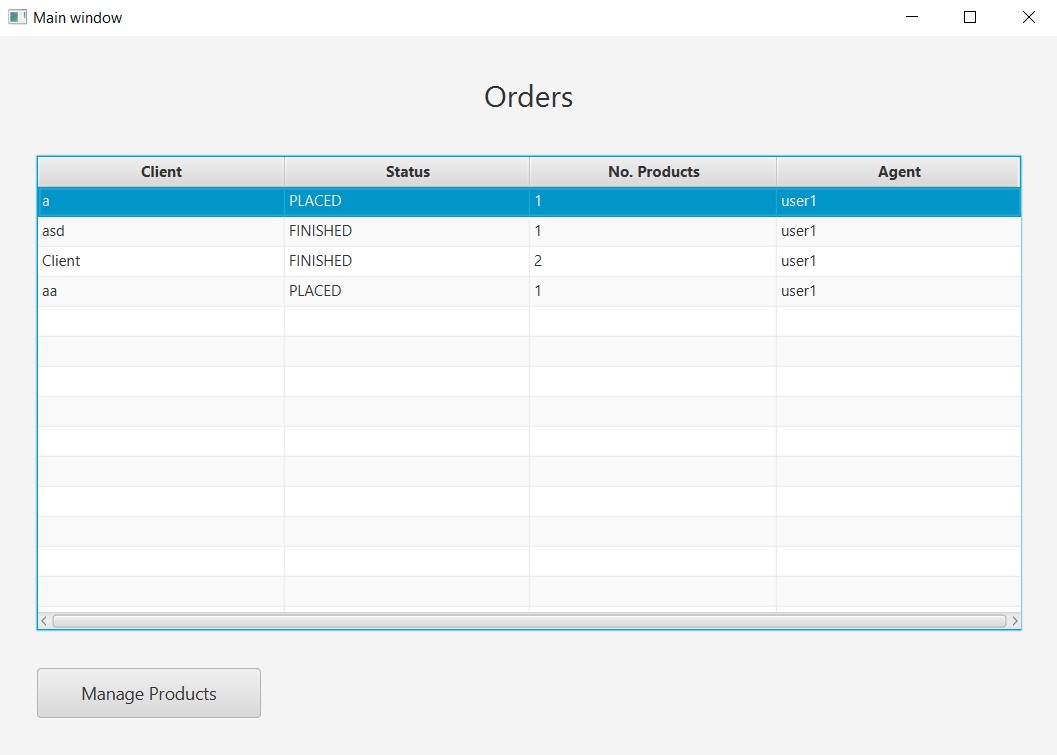 Main window
Orders
Client Status No. Products Agent
a PLACED 1 user1
asd FINISHED 1 user1
Client FINISHED 2 user1
aa PLACED 1 user1
Manage Products